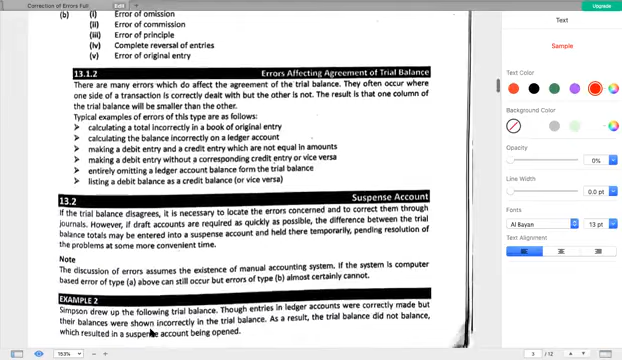 Correction of Errors Full
Edit
+
Upgrade
(b) (i) Error of omission
(ii) Error of commission
(iii) Error of principle
(iv) Complete reversal of entries
(v) Error of original entry
13.1.2 Errors Affecting Agreement of Trial Balance
There are many errors which do affect the agreement of the trial balance. They often occur where
one side of a transaction is correctly dealt with but the other is not. The result is that one column of
the trial balance will be smaller than the other.
Typical examples of errors of this type are as follows:
➤ calculating a total incorrectly in a book of original entry
➤ calculating the balance incorrectly on a ledger account
➤ making a debit entry and a credit entry which are not equal in amounts
➤ making a debit entry without a corresponding credit entry or vice versa
➤ entirely omitting a ledger account balance form the trial balance
➤ listing a debit balance as a credit balance (or vice versa)
13.2 Suspense Account
If the trial balance disagrees, it is necessary to locate the errors concerned and to correct them through
journals. However, if draft accounts are required as quickly as possible, the difference between the trial
balance totals may be entered into a suspense account and held there temporarily, pending resolution of
the problems at some more convenient time.
Note
The discussion of errors assumes the existence of manual accounting system. If the system is computer
based error of type (a) above can still occur but errors of type (b) almost certainly cannot.
EXAMPLE 2
Simpson drew up the following trial balance. Though entries in ledger accounts were correctly made but
their balances were shown incorrectly in the trial balance. As a result, the trial balance did not balance,
which resulted in a suspense account being opened.
Text
Sample
Text Color
Background Color
Opacity
0%
Line Width
0.0 pt
Fonts
Al Bayan
13 pt
Text Alignment
153%
− +
3 / 12